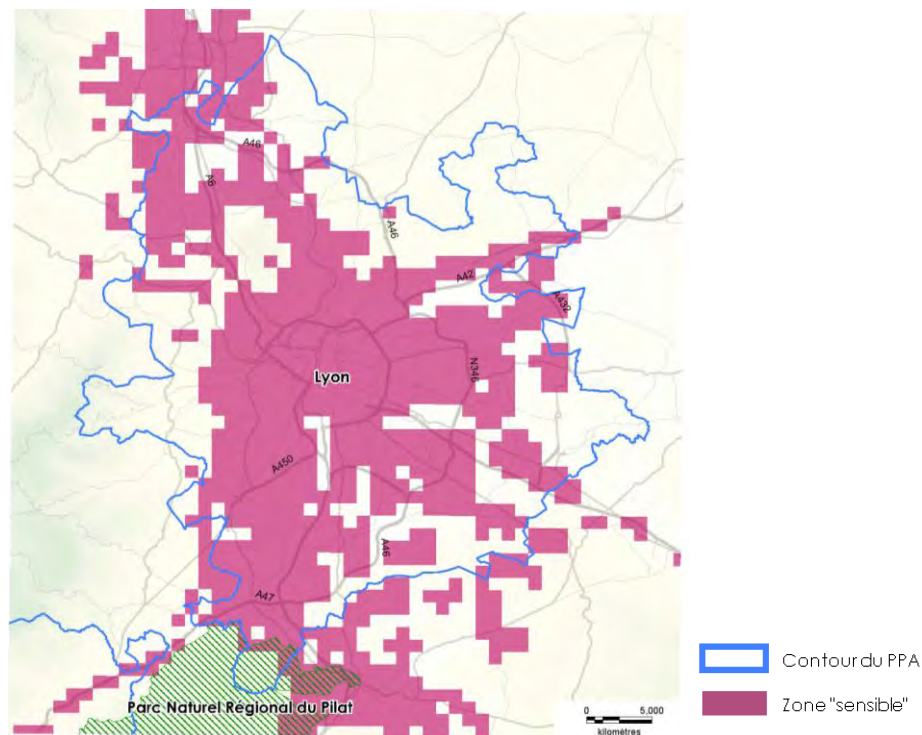 A46
A6
A46
A42
A432
Lyon
N346
A450
A46
A47
Parc Naturel Régional du Pilat
0 5,000
kilomètres
Contour du PPA
Zone "sensible"